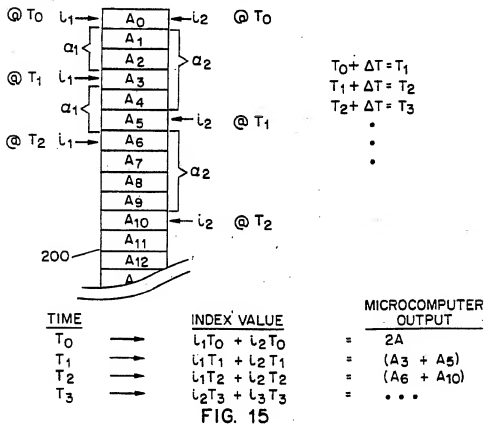 @ T0 i1 → A0 ← i2 @ T0
α1 A1
A2 α2
@ T1 i1 → A3
α1 A4
A5 ← i2 @ T1
@ T2 i1 → A6
A7 α2
A8
A9
A10 ← i2 @ T2
200 A11
A12
A
T0 + ΔT = T1
T1 + ΔT = T2
T2 + ΔT = T3
•
•
•
TIME INDEX VALUE MICROCOMPUTER OUTPUT
T0 → i1T0 + i2T0 = 2A
T1 → i1T1 + i2T1 = (A3 + A5)
T2 → i1T2 + i2T2 = (A6 + A10)
T3 → i2T3 + i3T3 = • • •
FIG. 15